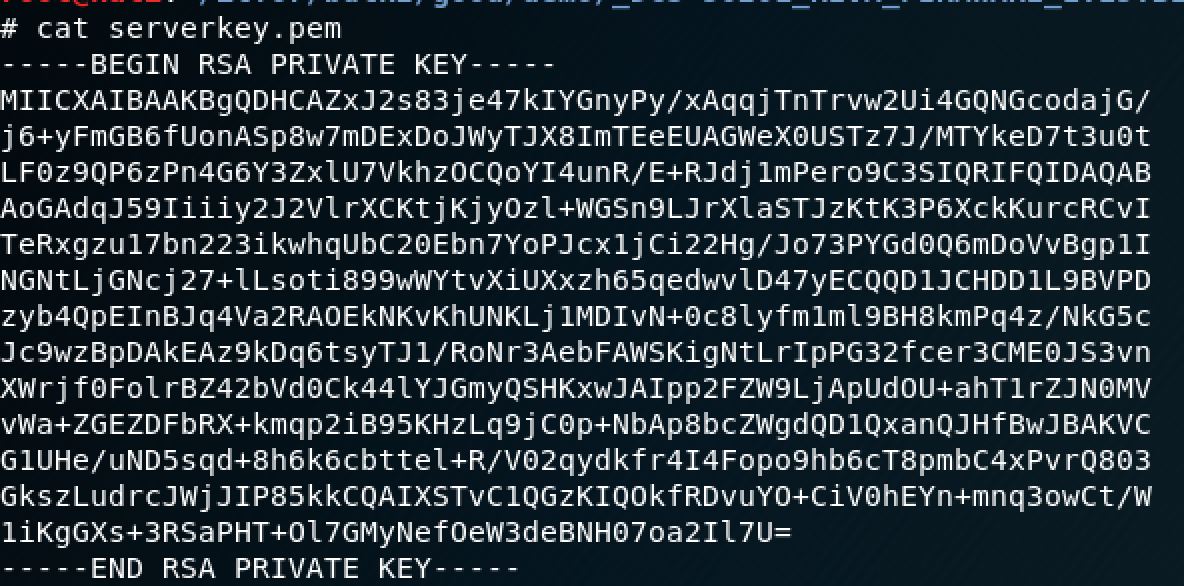 # cat serverkey.pem
-----BEGIN RSA PRIVATE KEY-----
MIICXAIBAAKBgQDHCAZxJ2s83je47kIYGnyPy/xAqqjTnTrvw2Ui4GQNGcodajG/
j6+yFmGB6fUonASp8w7mDExDoJWyTJX8ImTEeEUAGWeX0USTz7J/MTYkeD7t3u0t
LF0z9QP6zPn4G6Y3ZxlU7VkhzOCQoYI4unR/E+RJdj1mPero9C3SIQRIFQIDAQAB
AoGAdqJ59Iiiiy2J2VlrXCKtjKjyOzl+WGSn9LJrXlaSTJzKtK3P6XckKurcRCvI
TeRxgzu17bn223ikwhqUbC20Ebn7YoPJcx1jCi22Hg/Jo73PYGd0Q6mDoVvBgp1I
NGNtLjGNcj27+lLsoti899wWYtvXiUXxzh65qedwvlD47yECQQD1JCHDD1L9BVPD
zyb4QpEInBJq4Va2RAOEkNKvKhUNKLj1MDIvN+0c8lyfm1ml9BH8kmPq4z/NkG5c
Jc9wzBpDAkEAz9kDq6tsyTJ1/RoNr3AebFAWSKigNtLrIpPG32fcer3CME0JS3vn
XWrjf0FolrBZ42bVd0Ck44lYJGmyQSHKxwJAIpp2FZW9LjApUdOU+ahT1rZJN0MV
vWa+ZGEZDFbRX+kmqp2iB95KHzLq9jC0p+NbAp8bcZWgdQD1QxanQJHfBwJBAKVC
G1UHe/uND5sqd+8h6k6cbttel+R/V02qydkfr4I4Fopo9hb6cT8pmbC4xPvrQ803
GkszLudrcJWjJIP85kkCQAIXSTvC1QGzKIQOkfRDvuYO+CiV0hEYn+mnq3owCt/W
1iKgGXs+3RSaPHT+Ol7GMyNefOeW3deBNH07oa2Il7U=
-----END RSA PRIVATE KEY-----